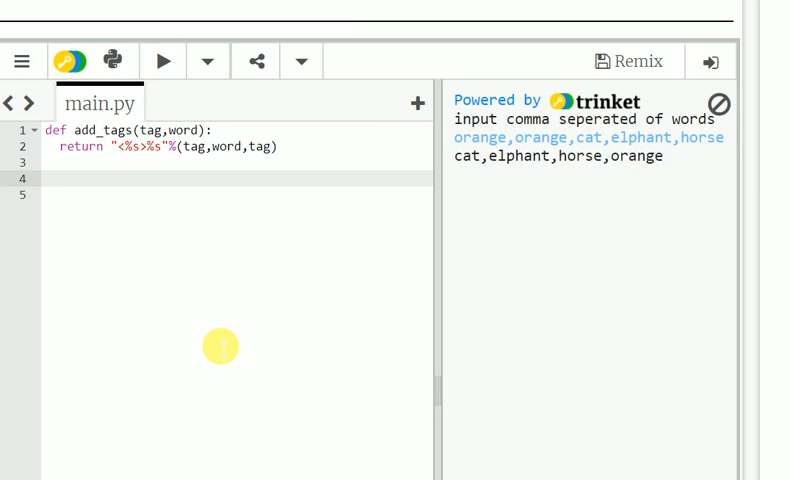 Remix
main.py
Powered by trinket
1 def add_tags(tag,word):
2 return "<%s>%s"%(tag,word,tag)
3
4
5
input comma seperated of words
orange,orange,cat,elphant,horse
cat,elphant,horse,orange